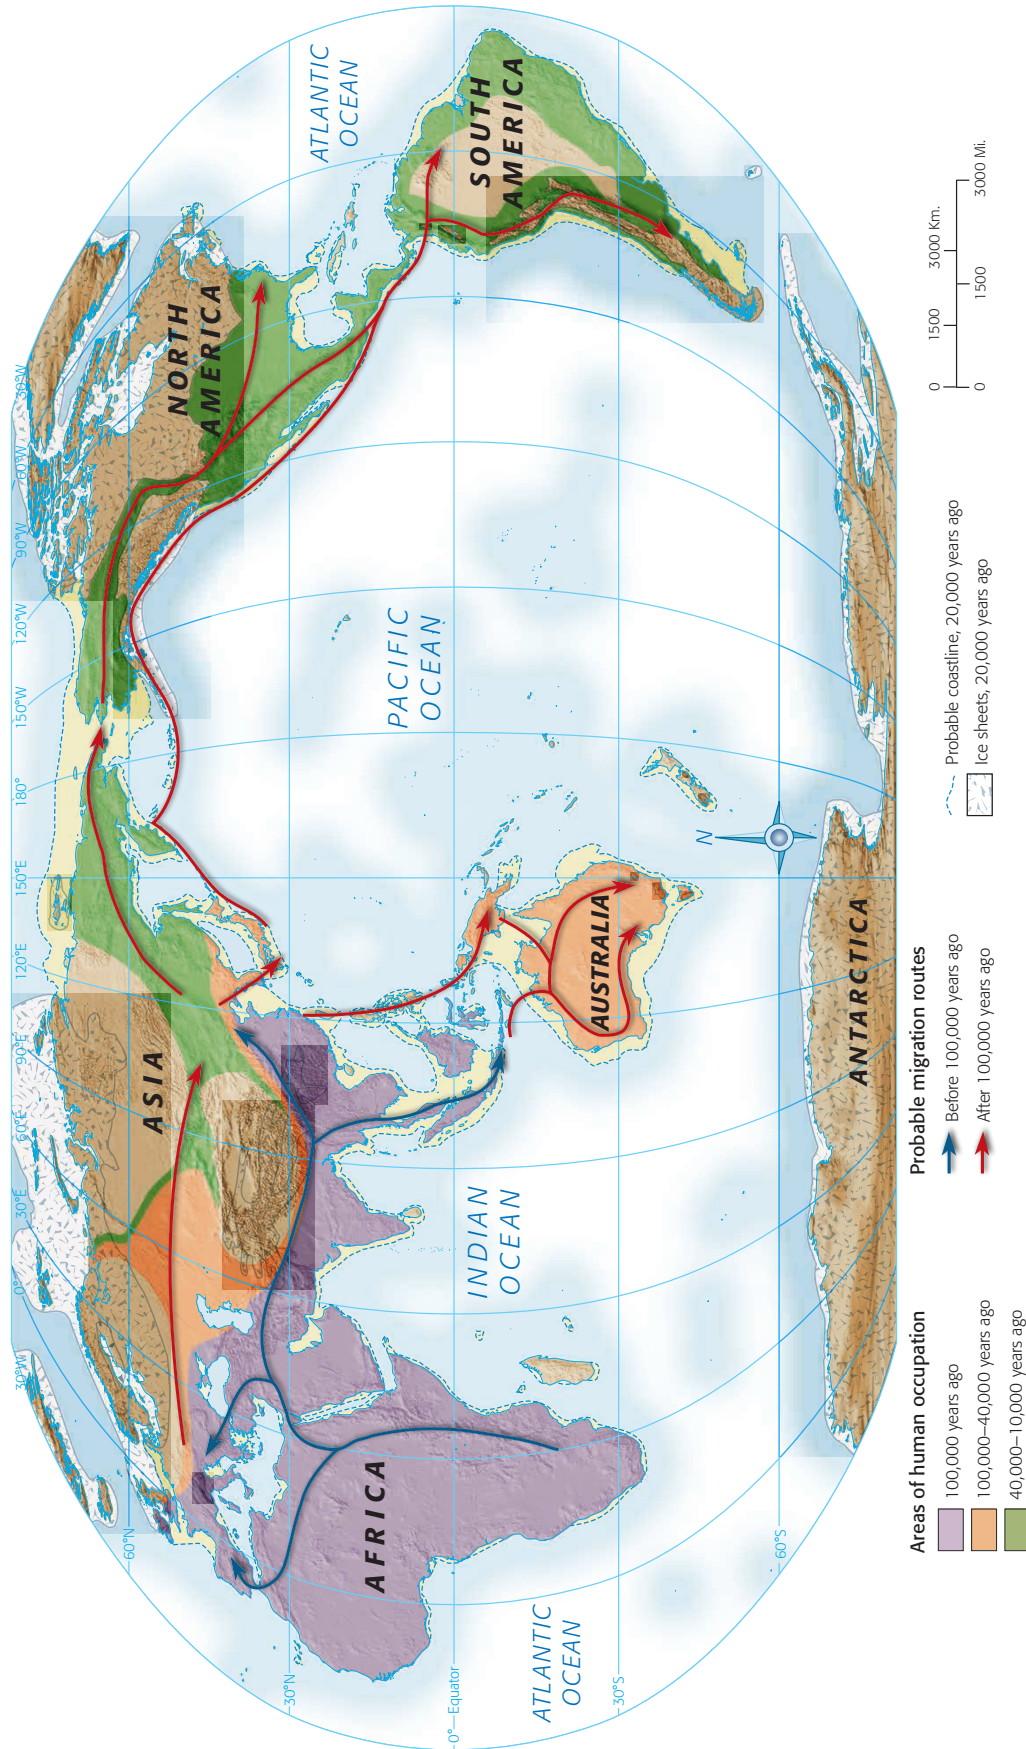 30°W
0°
30°E
60°E
90°E
120°E
150°E
180°
150°W
120°W
90°W
60°W
30°W
60°N
30°N
0°—Equator
30°S
60°S
ATLANTIC
OCEAN
AFRICA
ASIA
INDIAN
OCEAN
AUSTRALIA
ANTARCTICA
PACIFIC
OCEAN
N
NORTH
AMERICA
ATLANTIC
OCEAN
SOUTH
AMERICA
Areas of human occupation
100,000 years ago
100,000–40,000 years ago
40,000–10,000 years ago
Probable migration routes
Before 100,000 years ago
After 100,000 years ago
Probable coastline, 20,000 years ago
Ice sheets, 20,000 years ago
0 1500 3000 Km.
0 1500 3000 Mi.